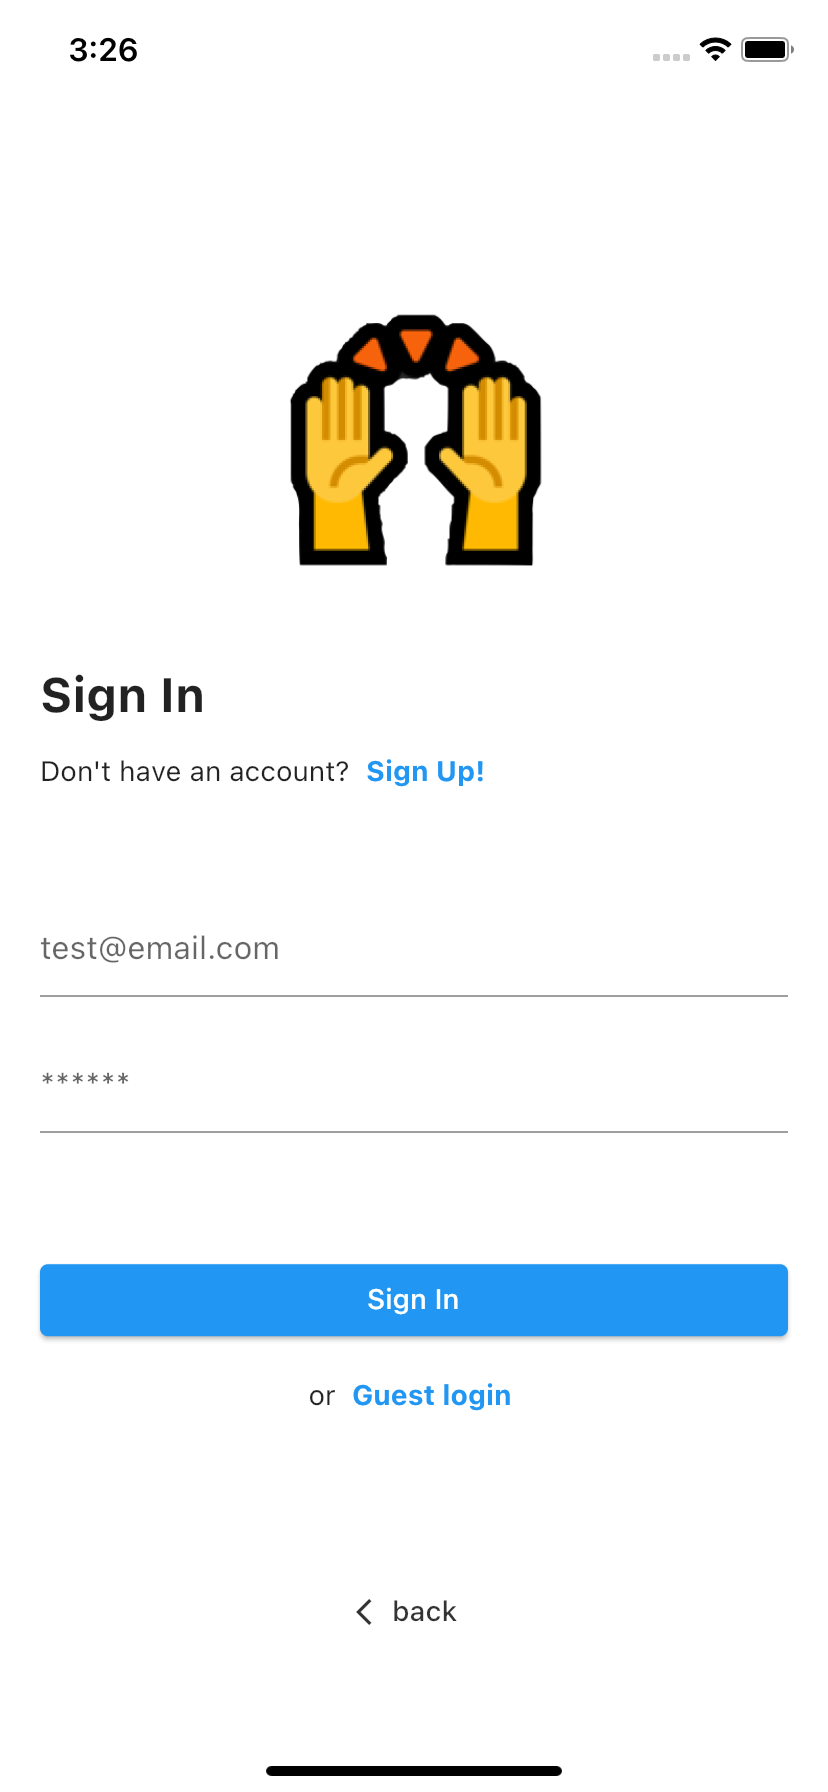 3:26
Sign In
Don't have an account? Sign Up!
test@email.com
******
Sign In
or Guest login
back